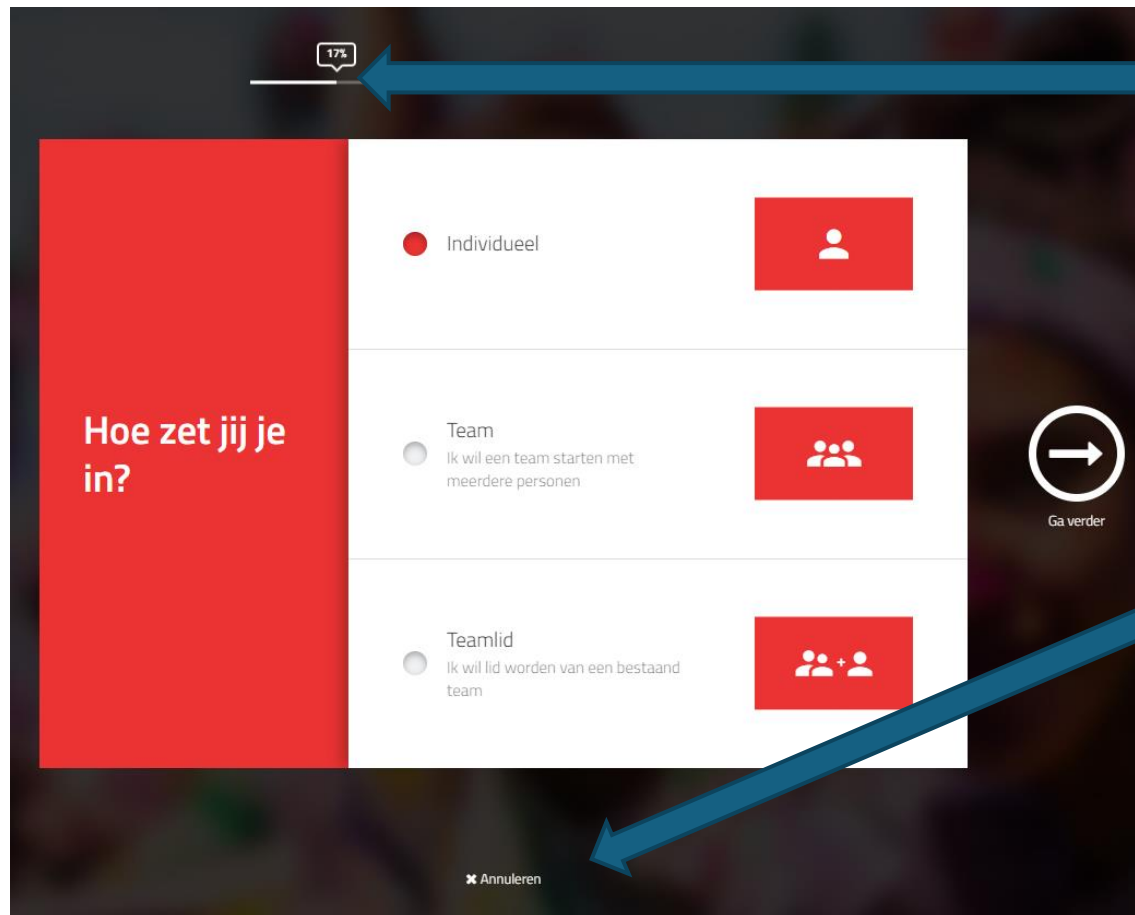 17%
Individueel
Hoe zet jij je
in?
Team
Ik wil een team starten met
meerdere personen
Ga verder
Teamlid
Ik wil lid worden van een bestaand
team
✖ Annuleren